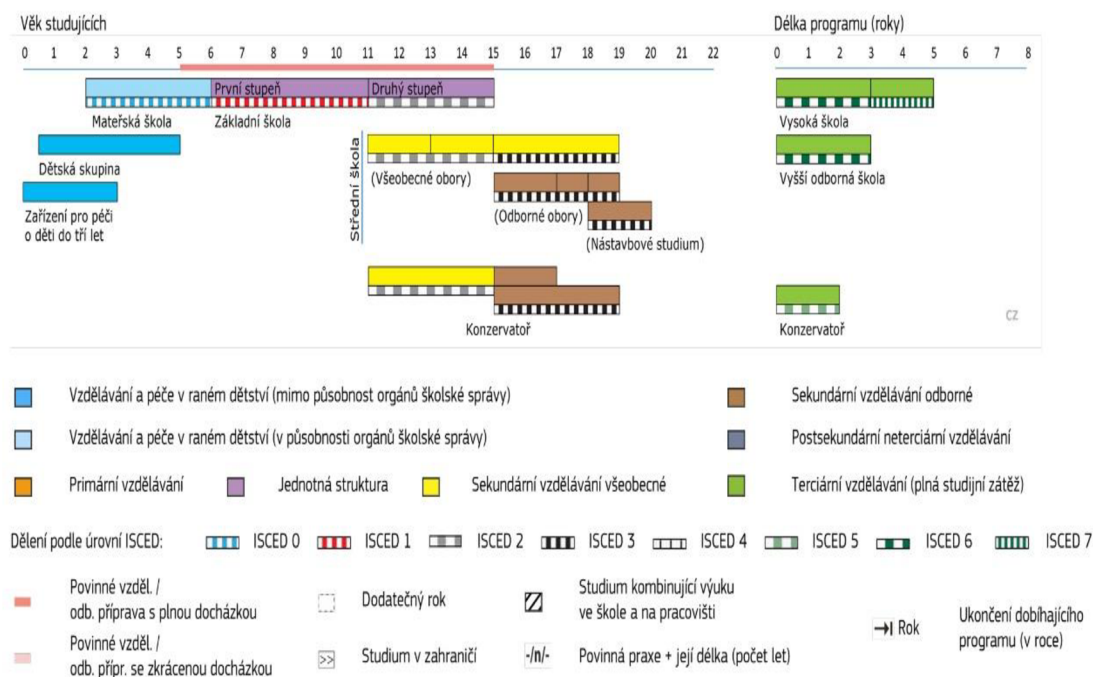 Věk studujících
Délka programu (roky)
0 1 2 3 4 5 6 7 8 9 10 11 12 13 14 15 16 17 18 19 20 22
0 1 2 3 4 5 6 7 8
První stupeň
Druhý stupeň
Mateřská škola
Základní škola
Vysoká škola
Dětská skupina
Střední škola
(Všeobecné obory)
Vyšší odborná škola
Zařízení pro péči
o děti do tří let
(Odborné obory)
(Nástavbové studium)
Konzervatoř
Konzervatoř
CZ
Vzdělávání a péče v raném dětství (mimo působnost orgánů školské správy)
Sekundární vzdělávání odborné
Vzdělávání a péče v raném dětství (v působnosti orgánů školské správy)
Postsekundární neterciární vzdělávání
Primární vzdělávání
Jednotná struktura
Sekundární vzdělávání všeobecné
Terciární vzdělávání (plná studijní zátěž)
Dělení podle úrovní ISCED:
ISCED 0
ISCED 1
ISCED 2
ISCED 3
ISCED 4
ISCED 5
ISCED 6
ISCED 7
Povinné vzděl. /
odb. příprava s plnou docházkou
Dodatečný rok
Studium kombinující výuku
ve škole a na pracovišti
Rok
Ukončení dobíhajícího
programu (v roce)
Povinné vzděl. /
odb. přípr. se zkrácenou docházkou
>>
Studium v zahraničí
-/n/-
Povinná praxe + její délka (počet let)